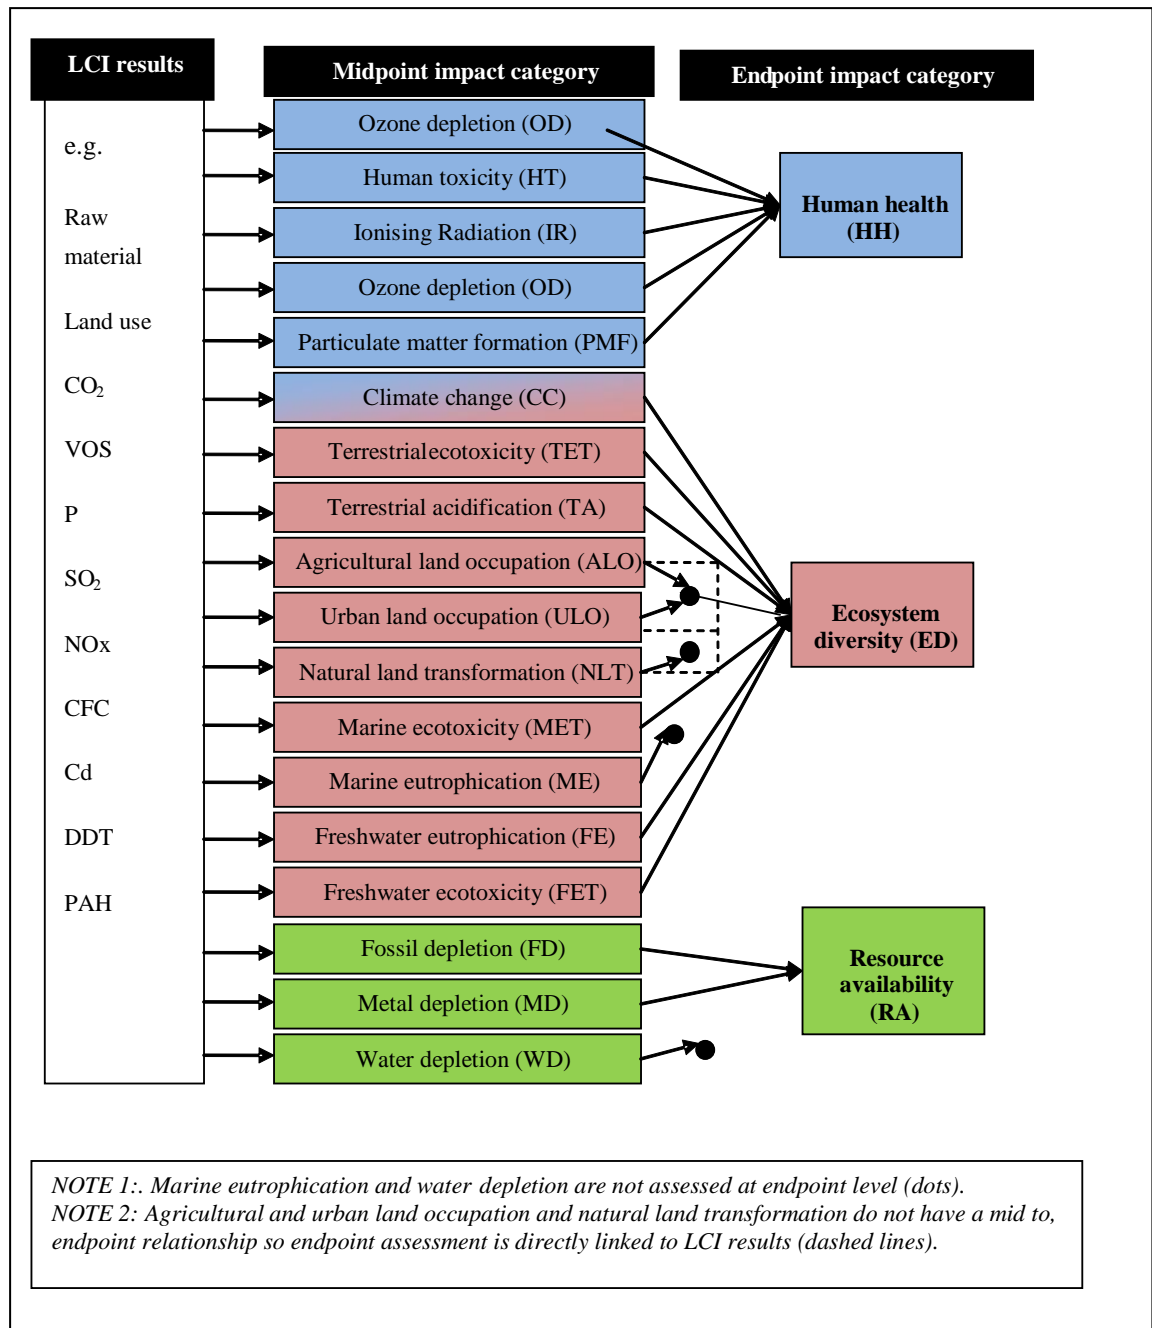 LCI results
Midpoint impact category
Endpoint impact category
e.g.
Raw
material
Land use
CO₂
VOS
P
SO₂
NOx
CFC
Cd
DDT
PAH
Ozone depletion (OD)
Human toxicity (HT)
Ionising Radiation (IR)
Ozone depletion (OD)
Particulate matter formation (PMF)
Climate change (CC)
Terrestrialecotoxicity (TET)
Terrestrial acidification (TA)
Agricultural land occupation (ALO)
Urban land occupation (ULO)
Natural land transformation (NLT)
Marine ecotoxicity (MET)
Marine eutrophication (ME)
Freshwater eutrophication (FE)
Freshwater ecotoxicity (FET)
Fossil depletion (FD)
Metal depletion (MD)
Water depletion (WD)
Human health
(HH)
Ecosystem
diversity (ED)
Resource
availability
(RA)
NOTE 1:. Marine eutrophication and water depletion are not assessed at endpoint level (dots).
NOTE 2: Agricultural and urban land occupation and natural land transformation do not have a mid to,
endpoint relationship so endpoint assessment is directly linked to LCI results (dashed lines).